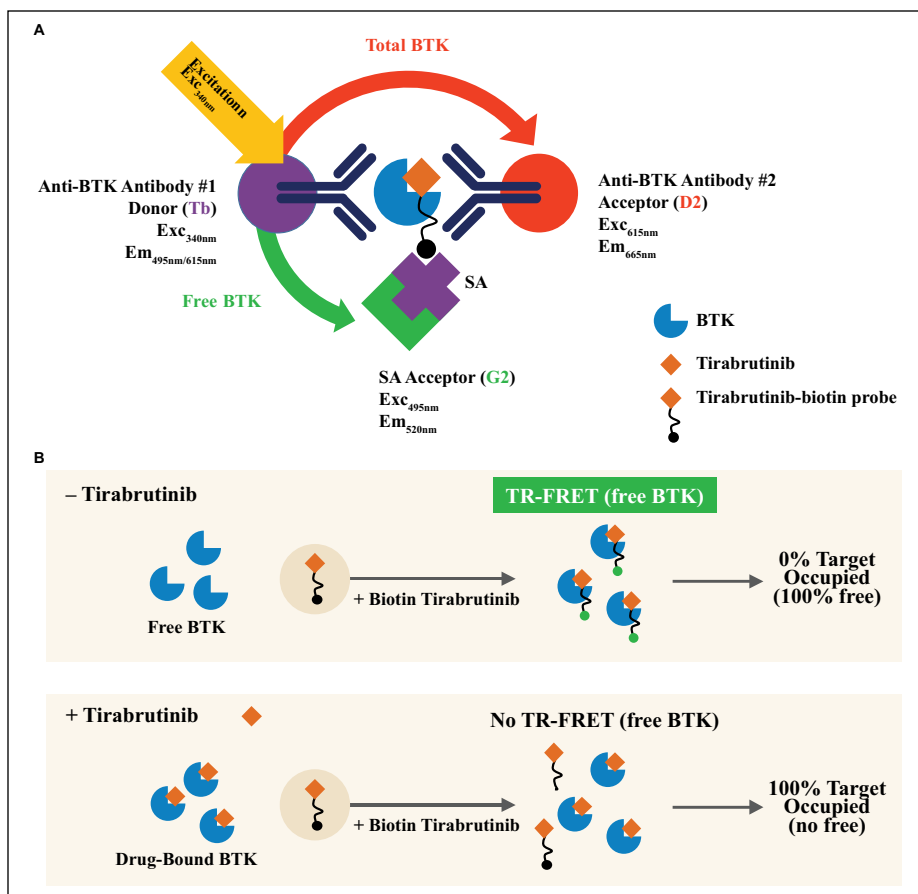 A
Total BTK
Excitationn
Exc340nm
Anti-BTK Antibody #1
Donor (Tb)
Exc340nm
Em495nm/615nm
Anti-BTK Antibody #2
Acceptor (D2)
Exc615nm
Em665nm
Free BTK
SA
SA Acceptor (G2)
Exc495nm
Em520nm
BTK
Tirabrutinib
Tirabrutinib-biotin probe
B
– Tirabrutinib
TR-FRET (free BTK)
Free BTK
+ Biotin Tirabrutinib
0% Target
Occupied
(100% free)
+ Tirabrutinib
No TR-FRET (free BTK)
Drug-Bound BTK
+ Biotin Tirabrutinib
100% Target
Occupied
(no free)